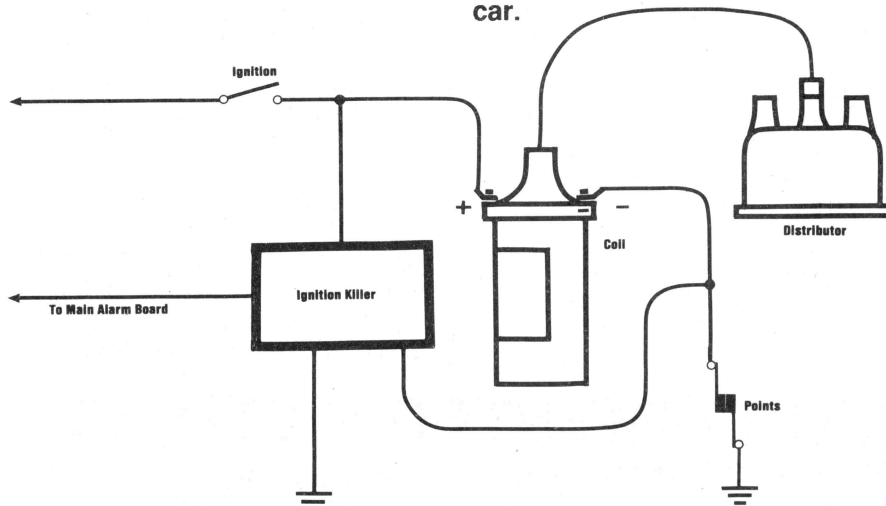 car.
Ignition
+
-
-
Coil
Distributor
Ignition Killer
To Main Alarm Board
Points